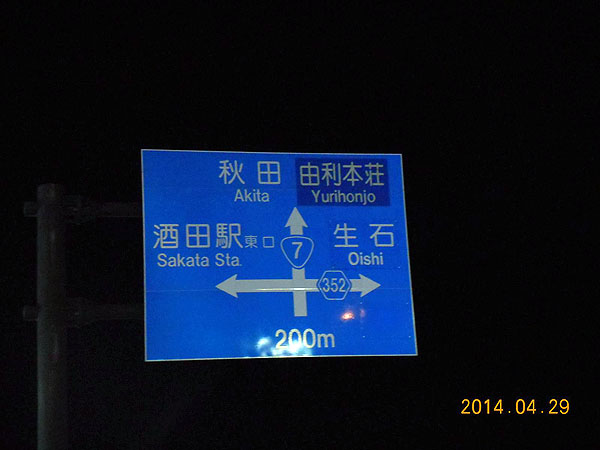 秋田 由利本荘
Akita Yurihonjo
酒田駅東口 7 生石
Sakata Sta. Oishi
352
200m
2014.04.29